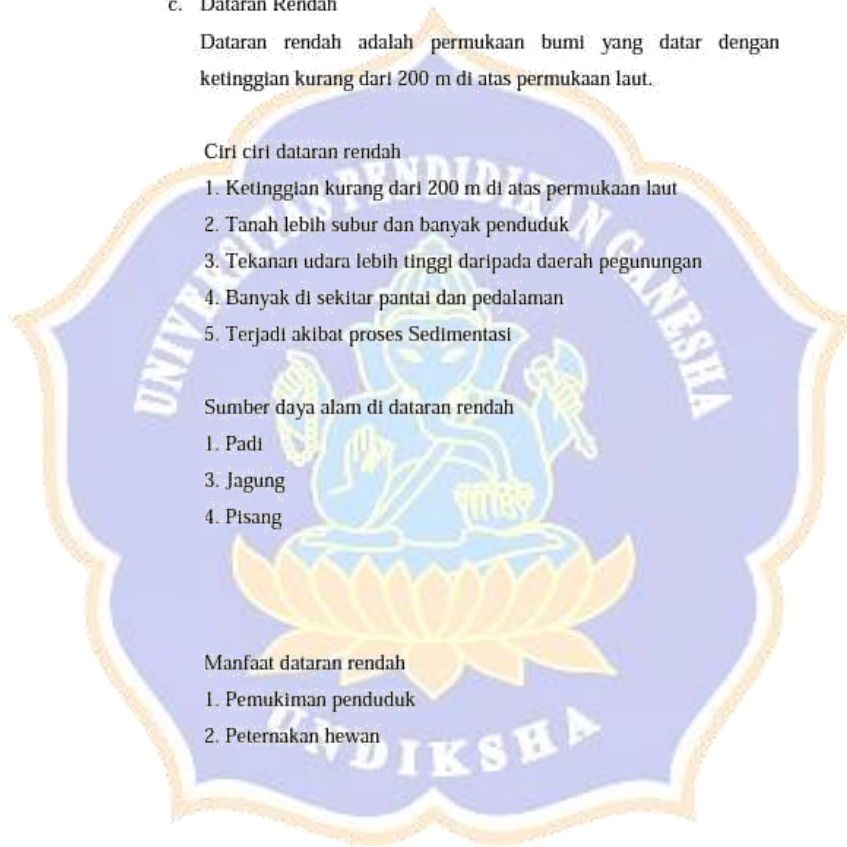 c. Dataran Rendah
Dataran rendah adalah permukaan bumi yang datar dengan
ketinggian kurang dari 200 m di atas permukaan laut.
Ciri ciri dataran rendah
1. Ketinggian kurang dari 200 m di atas permukaan laut
2. Tanah lebih subur dan banyak penduduk
3. Tekanan udara lebih tinggi daripada daerah pegunungan
4. Banyak di sekitar pantai dan pedalaman
5. Terjadi akibat proses Sedimentasi
Sumber daya alam di dataran rendah
1. Padi
3. Jagung
4. Pisang
Manfaat dataran rendah
1. Pemukiman penduduk
2. Peternakan hewan
UNIVERSITAS PENDIDIKAN GANESHA
UNDIKSHA